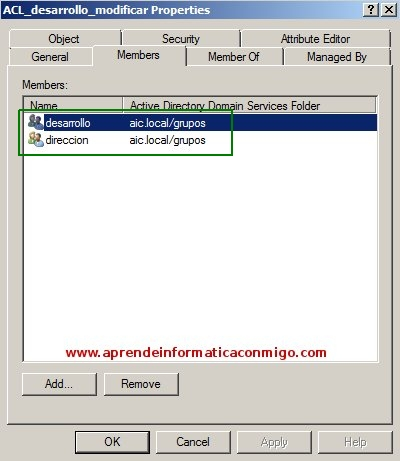 ACL_desarrollo_modificar Properties
Object Security Attribute Editor
General Members Member Of Managed By
Members:
Name Active Directory Domain Services Folder
desarrollo aic.local/grupos
direccion aic.local/grupos
www.aprendeinformaticaconmigo.com
Add... Remove
OK Cancel Apply Help